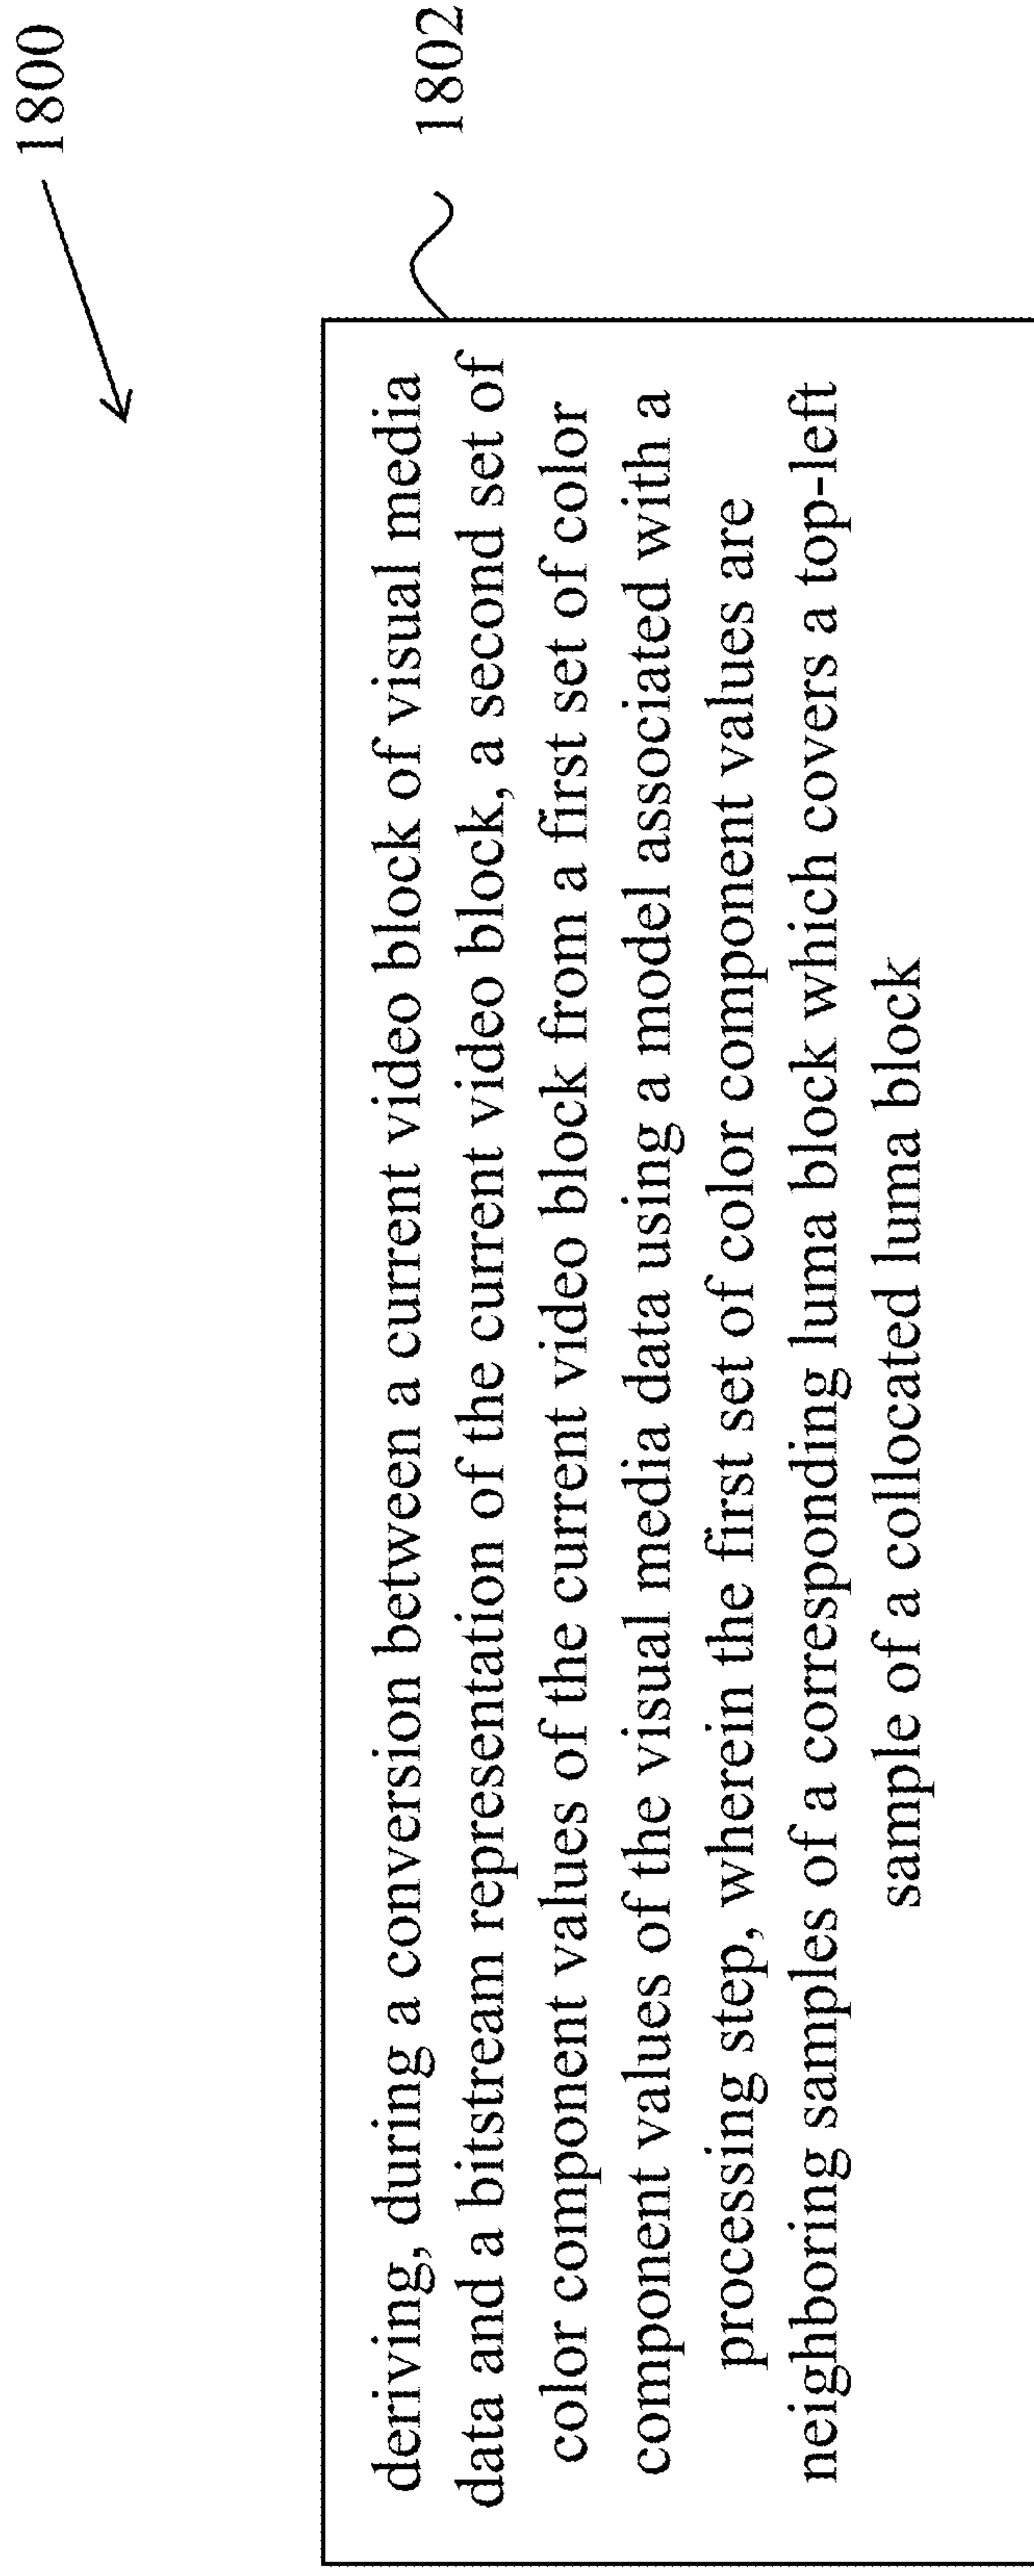 1800
1802
deriving, during a conversion between a current video block of visual media
data and a bitstream representation of the current video block, a second set of
color component values of the current video block from a first set of color
component values of the visual media data using a model associated with a
processing step, wherein the first set of color component values are
neighboring samples of a corresponding luma block which covers a top-left
sample of a collocated luma block